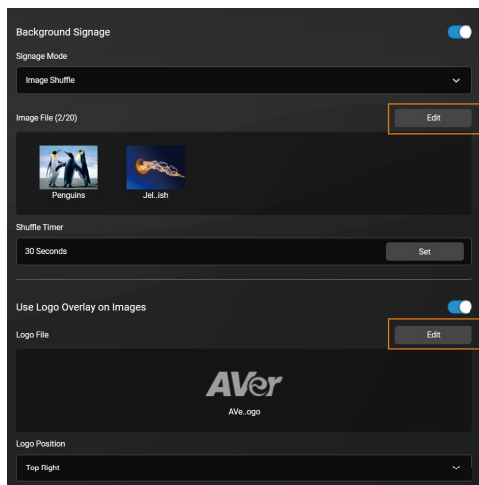 Background Signage
Signage Mode
Image Shuffle
Image File (2/20)
Edit
Penguins
Jel..ish
Shuffle Timer
30 Seconds
Set
Use Logo Overlay on Images
Logo File
Edit
AVer
AVe..ogo
Logo Position
Top Right